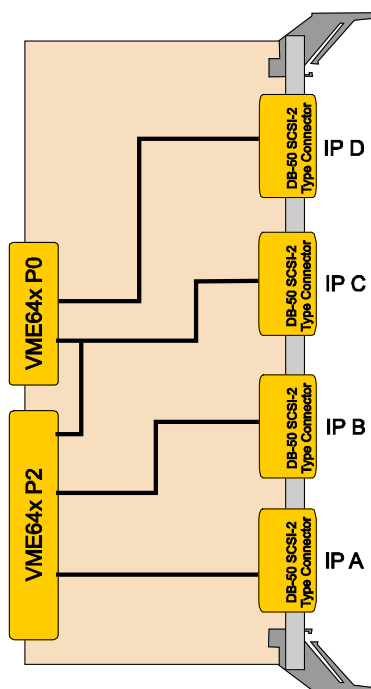 DB-50 SCSI-2
Type Connector
IP D
VME64x P0
DB-50 SCSI-2
Type Connector
IP C
VME64x P2
DB-50 SCSI-2
Type Connector
IP B
DB-50 SCSI-2
Type Connector
IP A